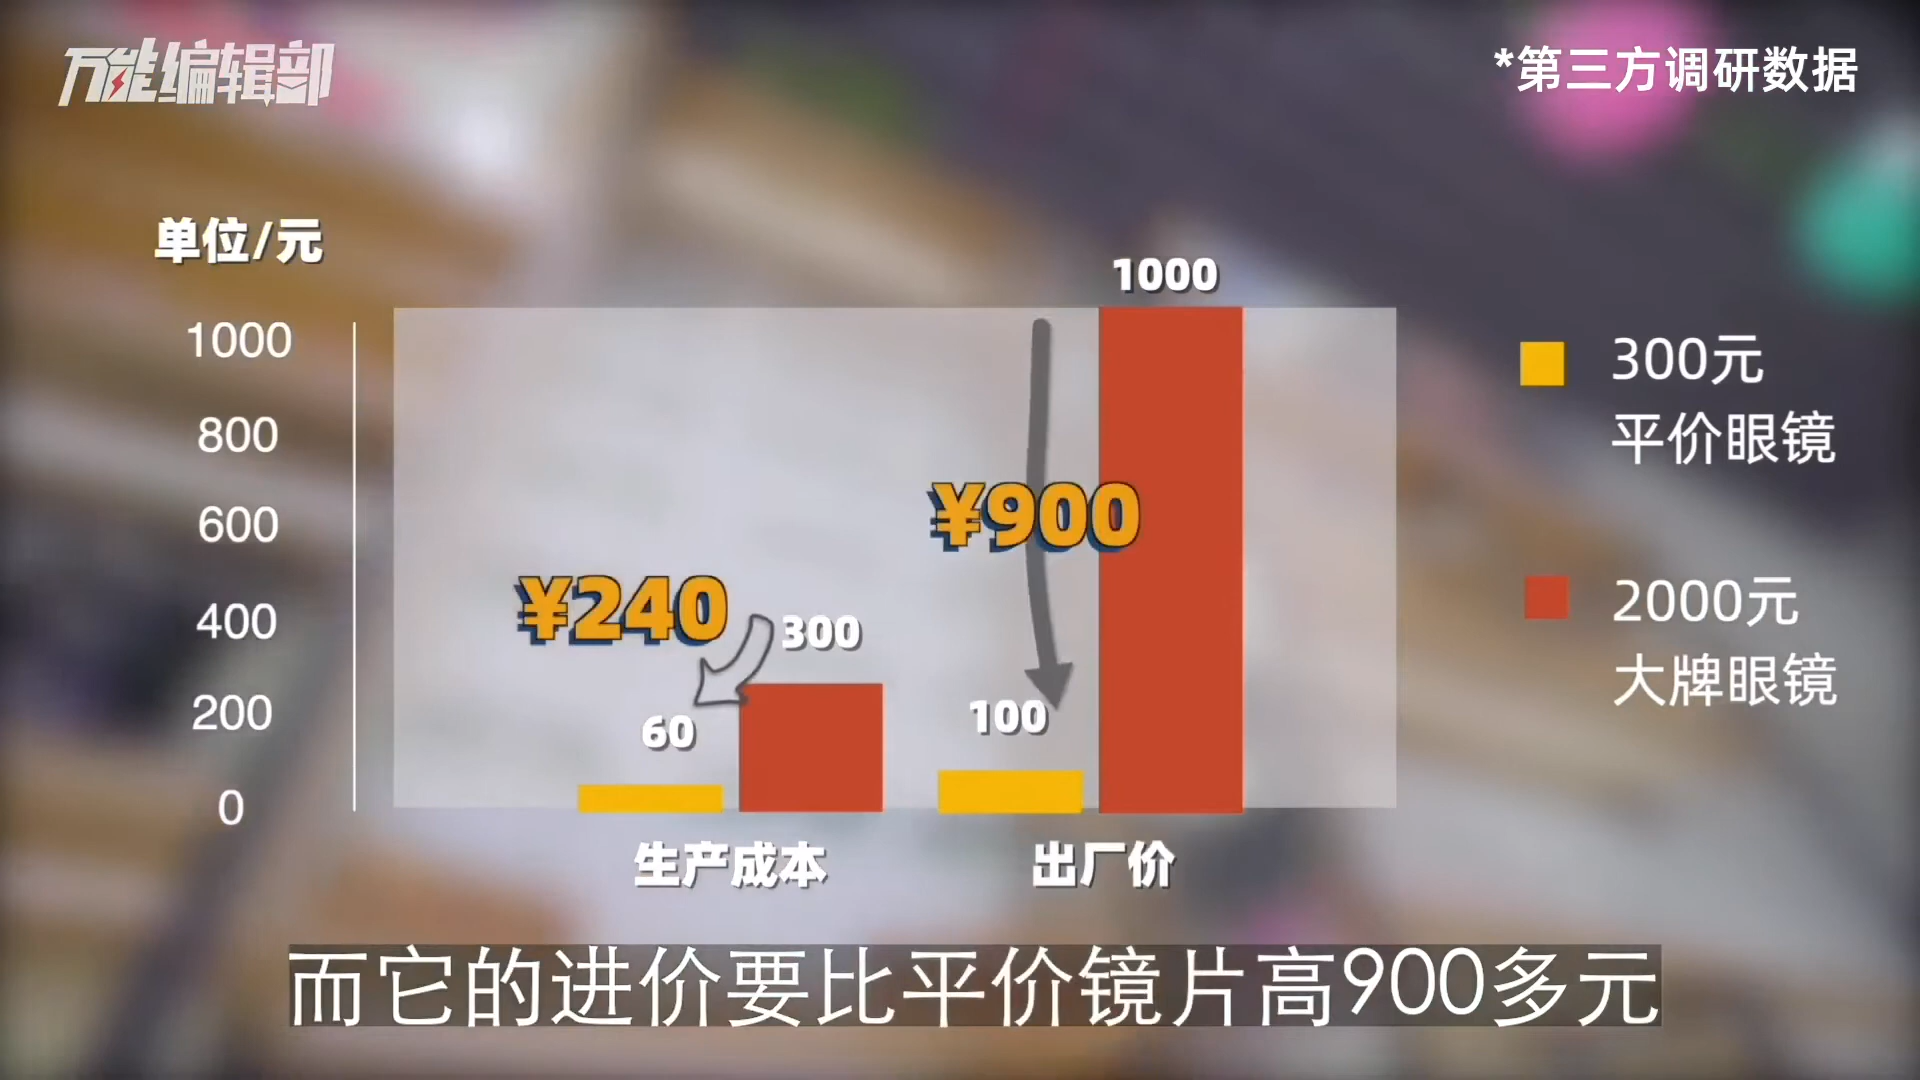 万能编辑部
*第三方调研数据
单位/元
1000
1000
800
600
400
200
0
¥900
¥240
300
60
100
生产成本
出厂价
300元
平价眼镜
2000元
大牌眼镜
而它的进价要比平价镜片高900多元